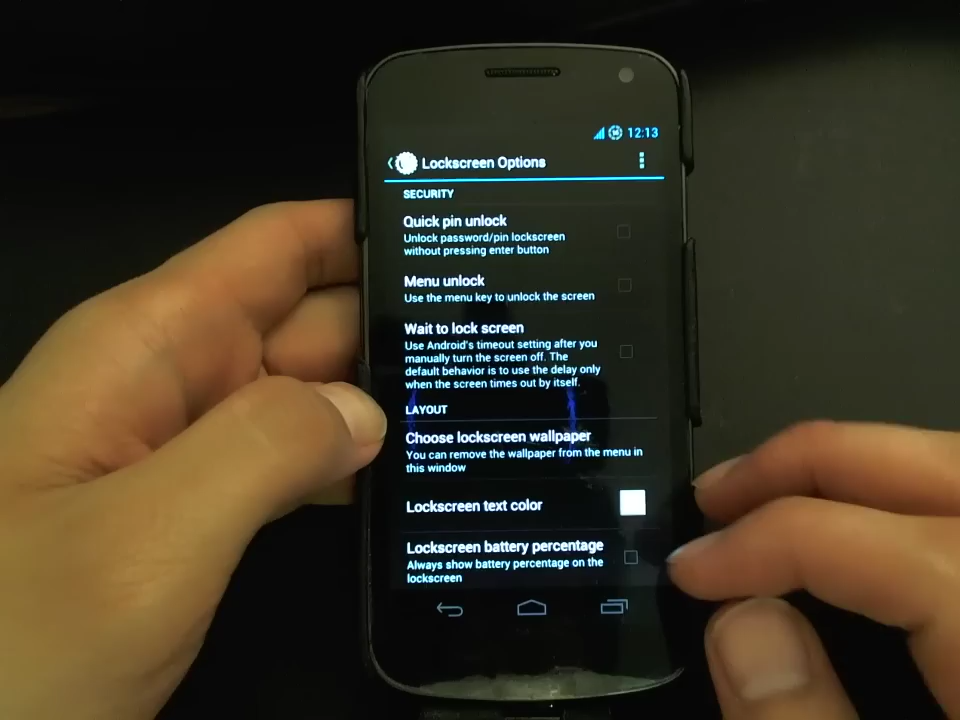 12:13
Lockscreen Options
SECURITY
Quick pin unlock
Unlock password/pin lockscreen
without pressing enter button
Menu unlock
Use the menu key to unlock the screen
Wait to lock screen
Use Android's timeout setting after you
manually turn the screen off. The
default behavior is to use the delay only
when the screen times out by itself.
LAYOUT
Choose lockscreen wallpaper
You can remove the wallpaper from the menu in
this window
Lockscreen text color
Lockscreen battery percentage
Always show battery percentage on the
lockscreen